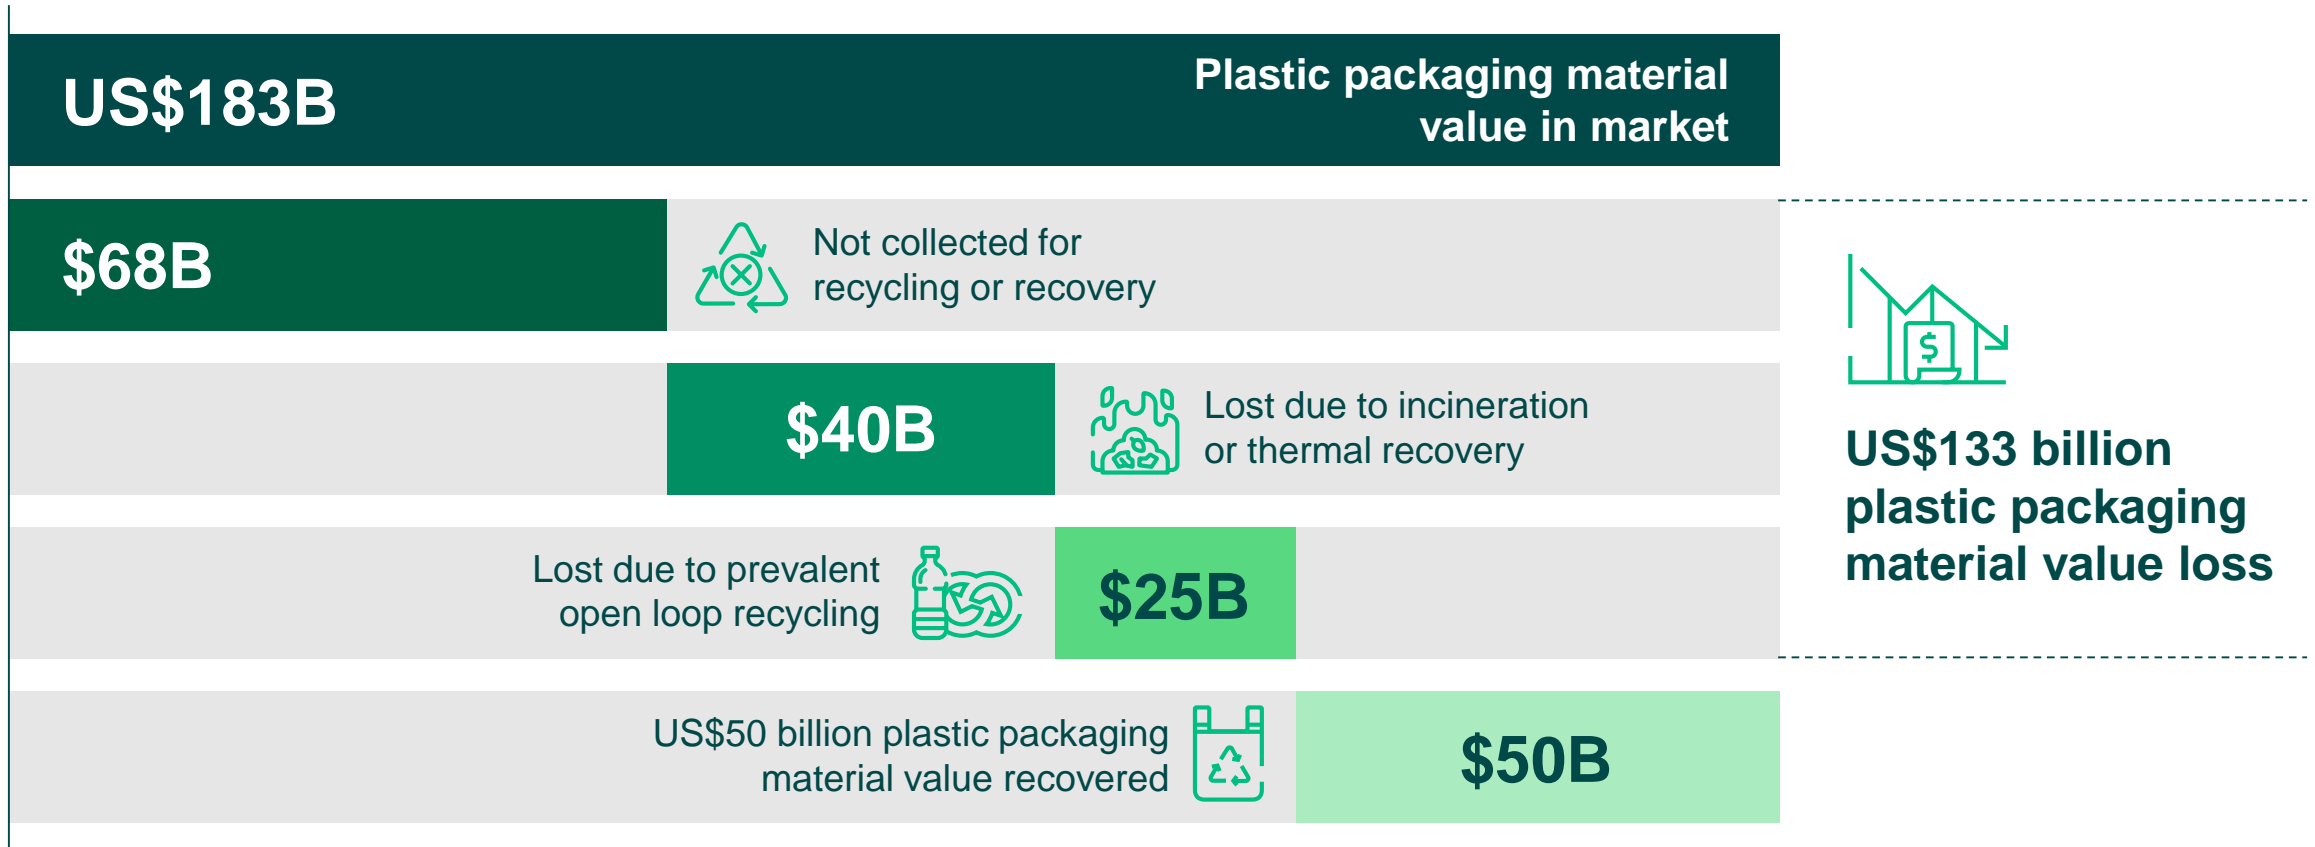 US$183B
Plastic packaging material
value in market
$68B
Not collected for
recycling or recovery
$40B
Lost due to incineration
or thermal recovery
Lost due to prevalent
open loop recycling
$25B
US$50 billion plastic packaging
material value recovered
$50B
$
US$133 billion
plastic packaging
material value loss